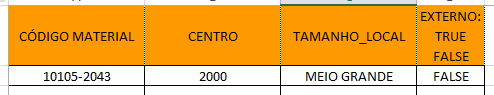 CÓDIGO MATERIAL CENTRO TAMANHO_LOCAL EXTERNO:
TRUE
FALSE
10105-2043 2000 MEIO GRANDE FALSE